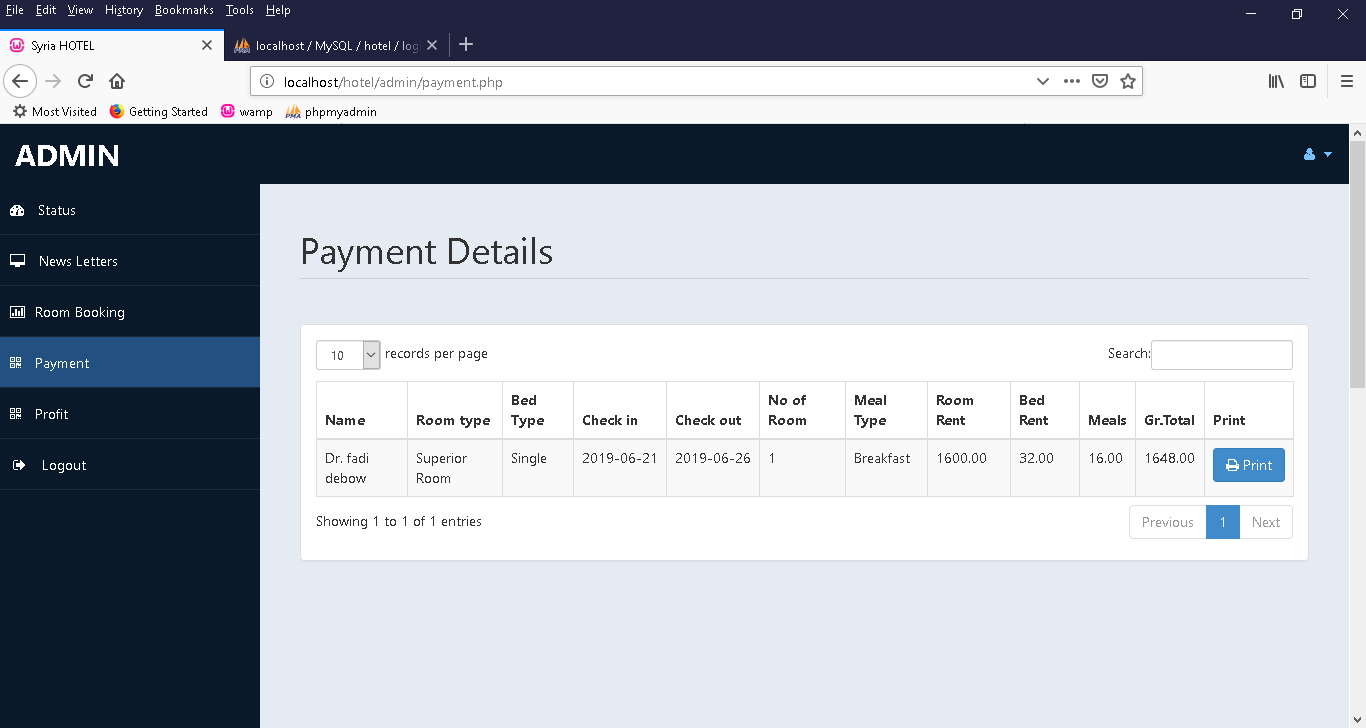 File Edit View History Bookmarks Tools Help
Syria HOTEL
localhost / MySQL / hotel / log
localhost/hotel/admin/payment.php
Most Visited Getting Started wamp phpmyadmin
ADMIN
Status
News Letters
Room Booking
Payment
Profit
Logout
Payment Details
10 records per page Search:
Name Room type Bed Type Check in Check out No of Room Meal Type Room Rent Bed Rent Meals Gr.Total Print
Dr. fadi debow Superior Room Single 2019-06-21 2019-06-26 1 Breakfast 1600.00 32.00 16.00 1648.00 Print
Showing 1 to 1 of 1 entries Previous 1 Next